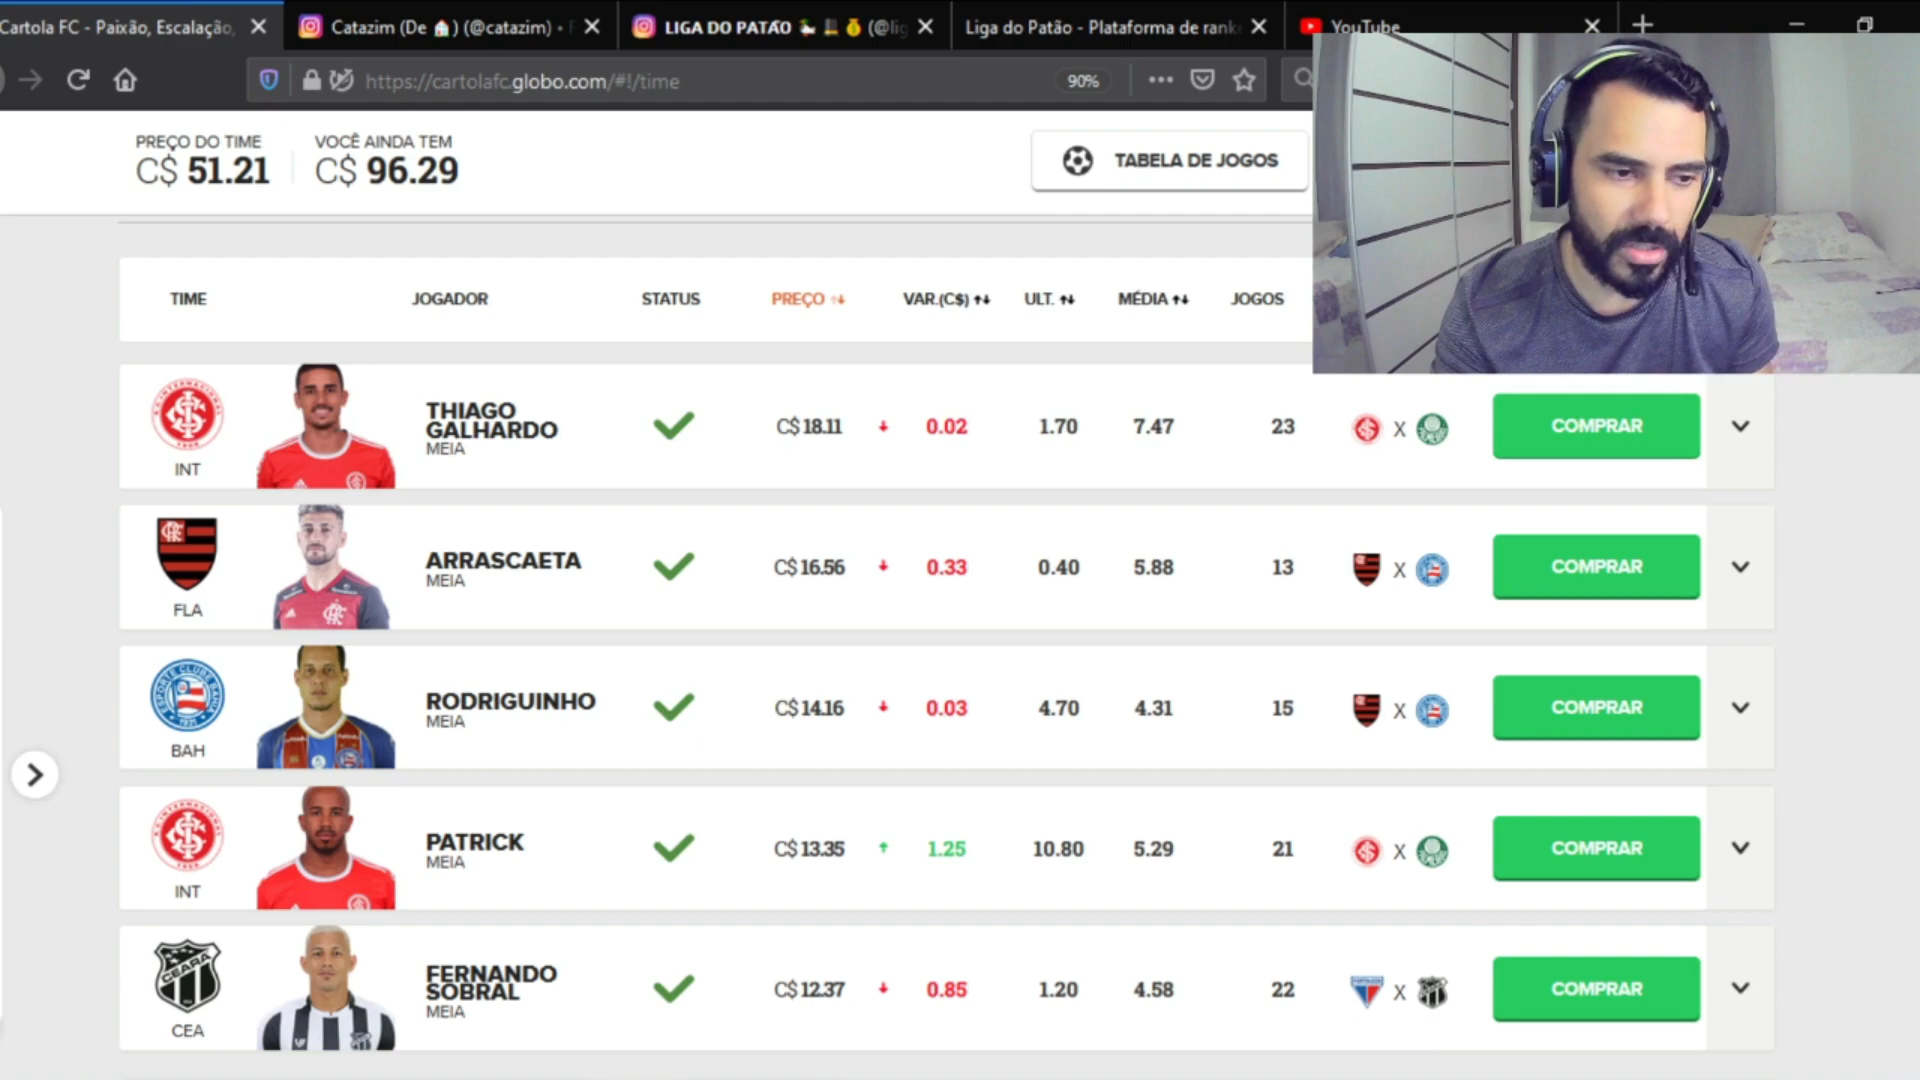 Cartola FC - Paixão, Escalação,
Catazim (De 🏠) (@catazim) •
LIGA DO PATÃO (@lig
Liga do Patão - Plataforma de ranke
YouTube
https://cartolafc.globo.com/#!/time
90%
PREÇO DO TIME
C$ 51.21
VOCÊ AINDA TEM
C$ 96.29
TABELA DE JOGOS
TIME JOGADOR STATUS PREÇO VAR.(C$) ULT. MÉDIA JOGOS
INT
THIAGO
GALHARDO
MEIA
C$ 18.11 0.02 1.70 7.47 23 X COMPRAR
FLA
ARRASCAETA
MEIA
C$ 16.56 0.33 0.40 5.88 13 X COMPRAR
BAH
RODRIGUINHO
MEIA
C$ 14.16 0.03 4.70 4.31 15 X COMPRAR
INT
PATRICK
MEIA
C$ 13.35 1.25 10.80 5.29 21 X COMPRAR
CEARÁ
CEA
FERNANDO
SOBRAL
MEIA
C$ 12.37 0.85 1.20 4.58 22 X COMPRAR